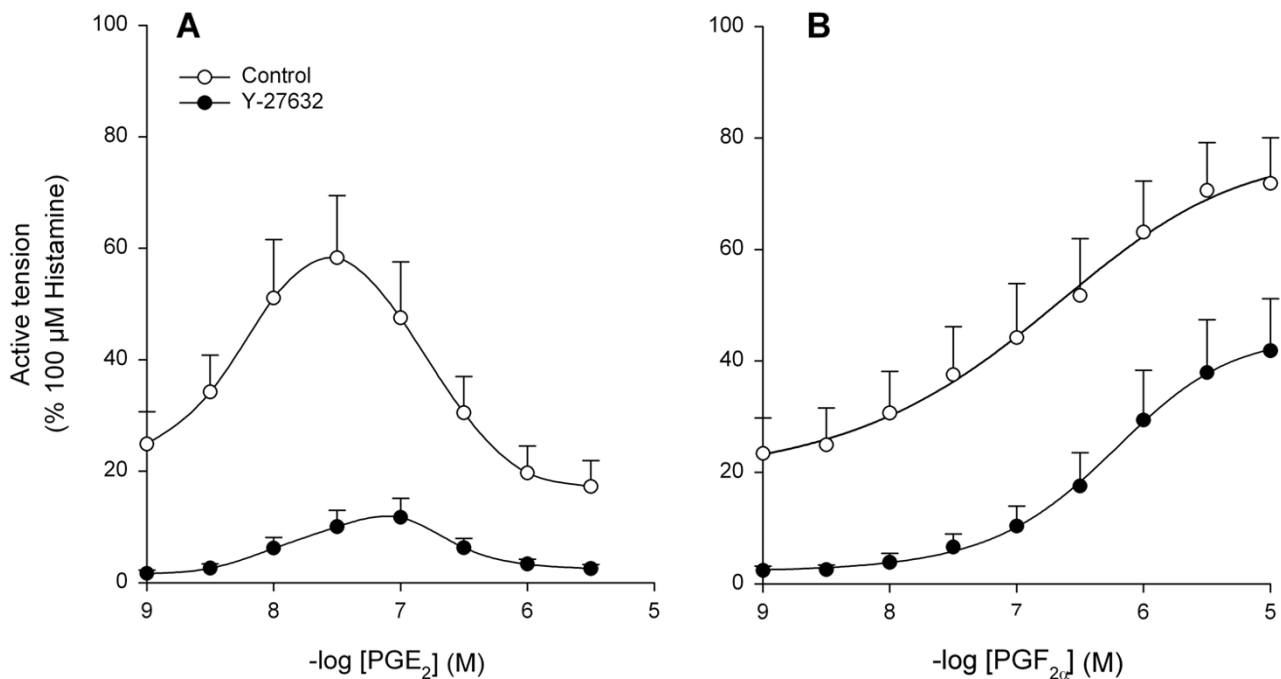 A
B
Control
Y-27632
Active tension
(% 100 µM Histamine)
100
80
60
40
20
0
9 8 7 6 5
-log [PGE₂] (M)
100
80
60
40
20
0
9 8 7 6 5
-log [PGF₂α] (M)